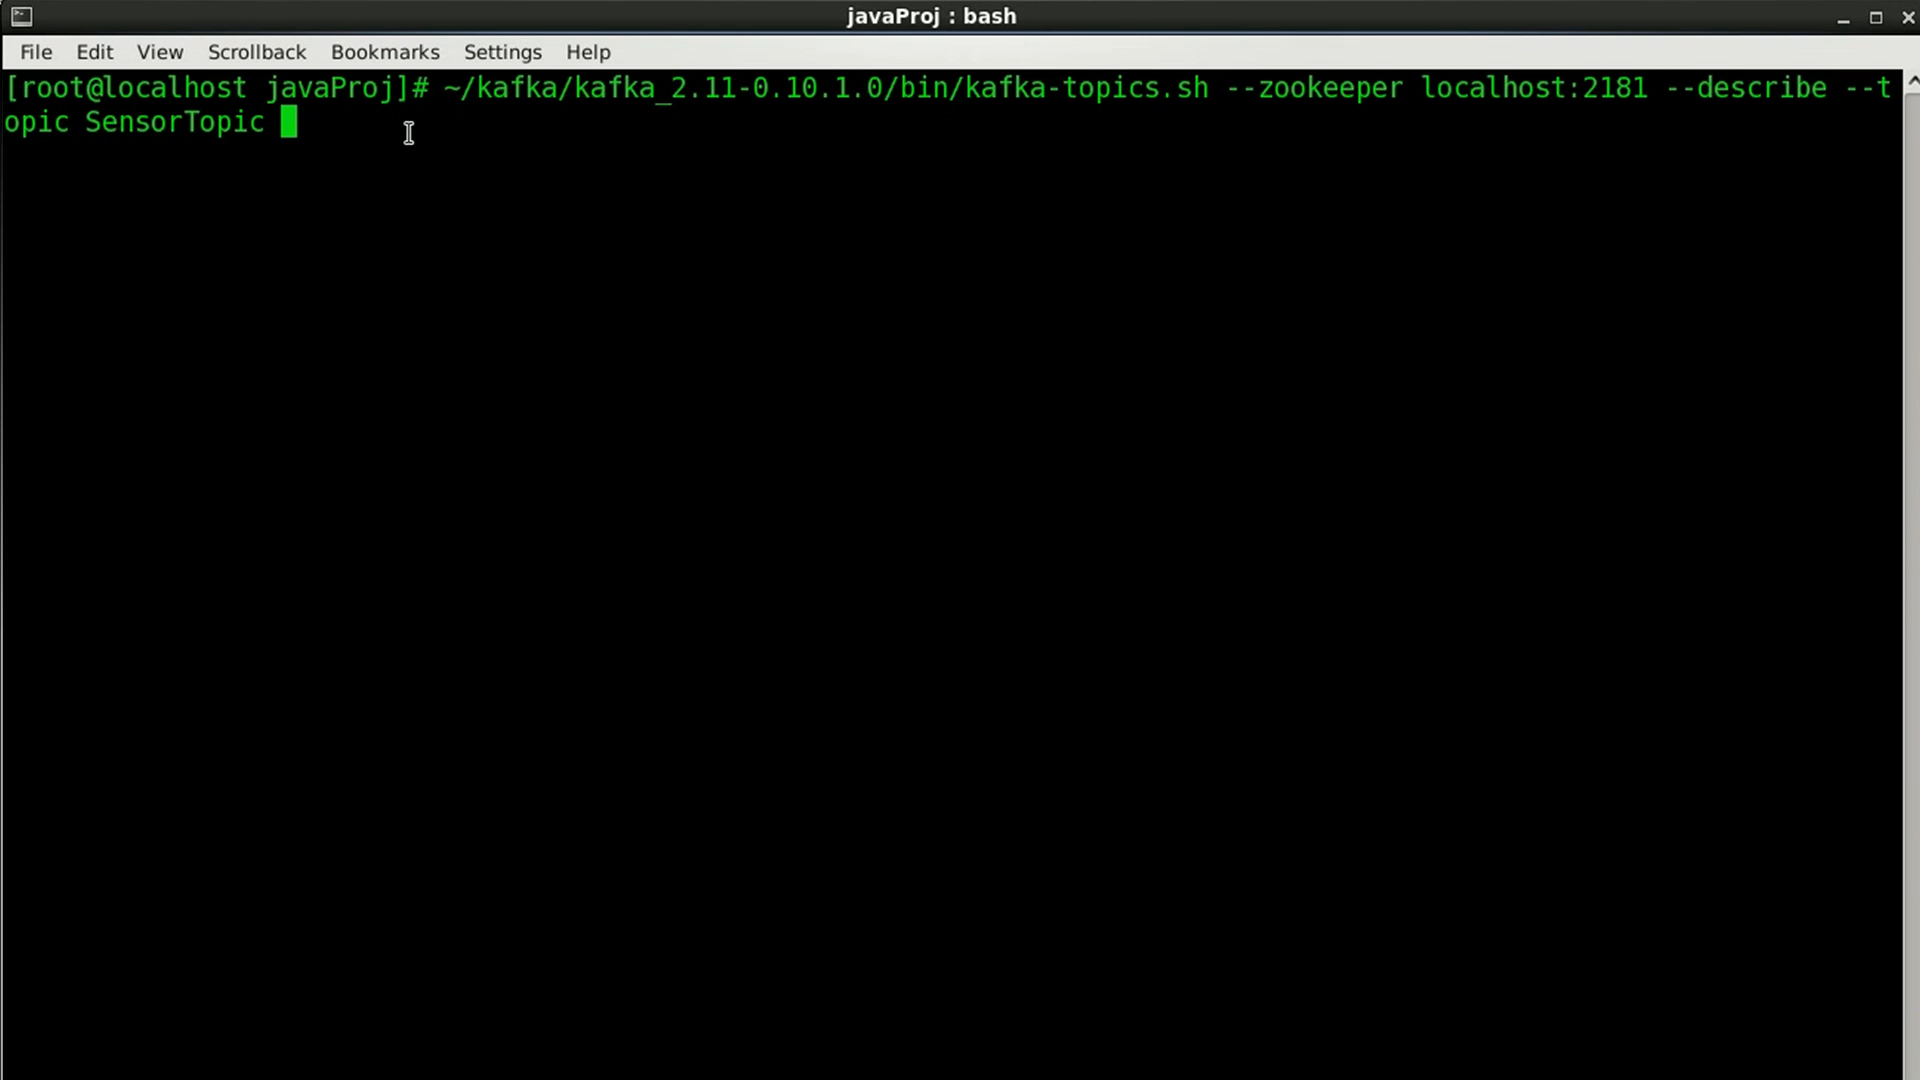 javaProj : bash
File Edit View Scrollback Bookmarks Settings Help
[root@localhost javaProj]# ~/kafka/kafka_2.11-0.10.1.0/bin/kafka-topics.sh --zookeeper localhost:2181 --describe --t
opic SensorTopic